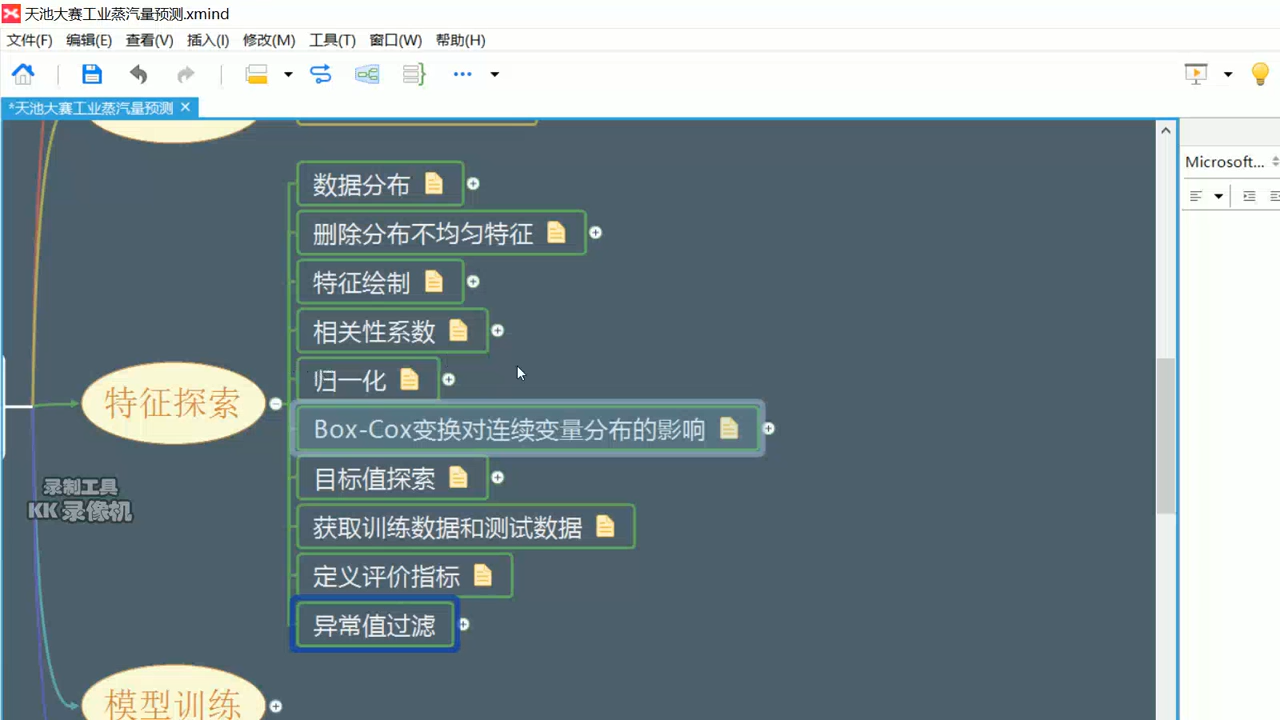 天池大赛工业蒸汽量预测.xmind
文件(F) 编辑(E) 查看(V) 插入(I) 修改(M) 工具(T) 窗口(W) 帮助(H)
*天池大赛工业蒸汽量预测
Microsoft...
数据分布
删除分布不均匀特征
特征绘制
相关性系数
归一化
特征探索
Box-Cox变换对连续变量分布的影响
目标值探索
录制工具
KK 录像机
获取训练数据和测试数据
定义评价指标
异常值过滤
模型训练